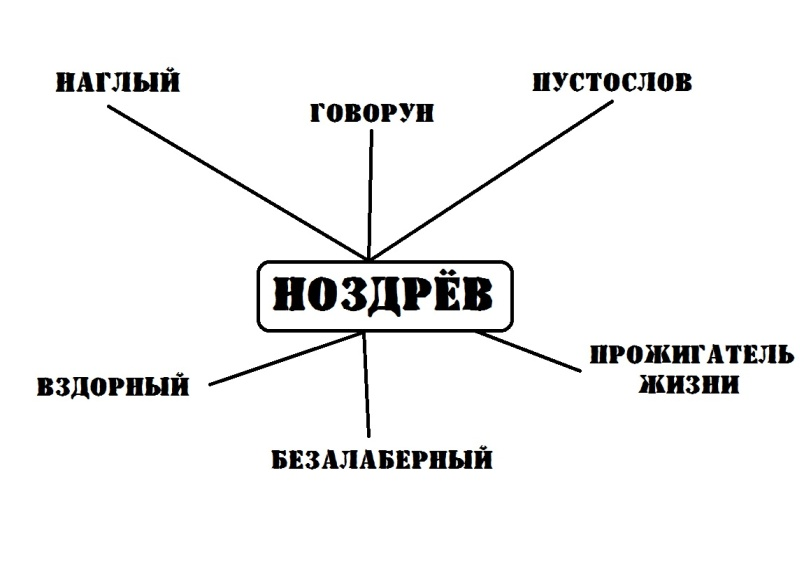 НАГЛЫЙ
ГОВОРУН
ПУСТОСЛОВ
НОЗДРЁВ
ВЗДОРНЫЙ
БЕЗАЛАБЕРНЫЙ
ПРОЖИГАТЕЛЬ
ЖИЗНИ